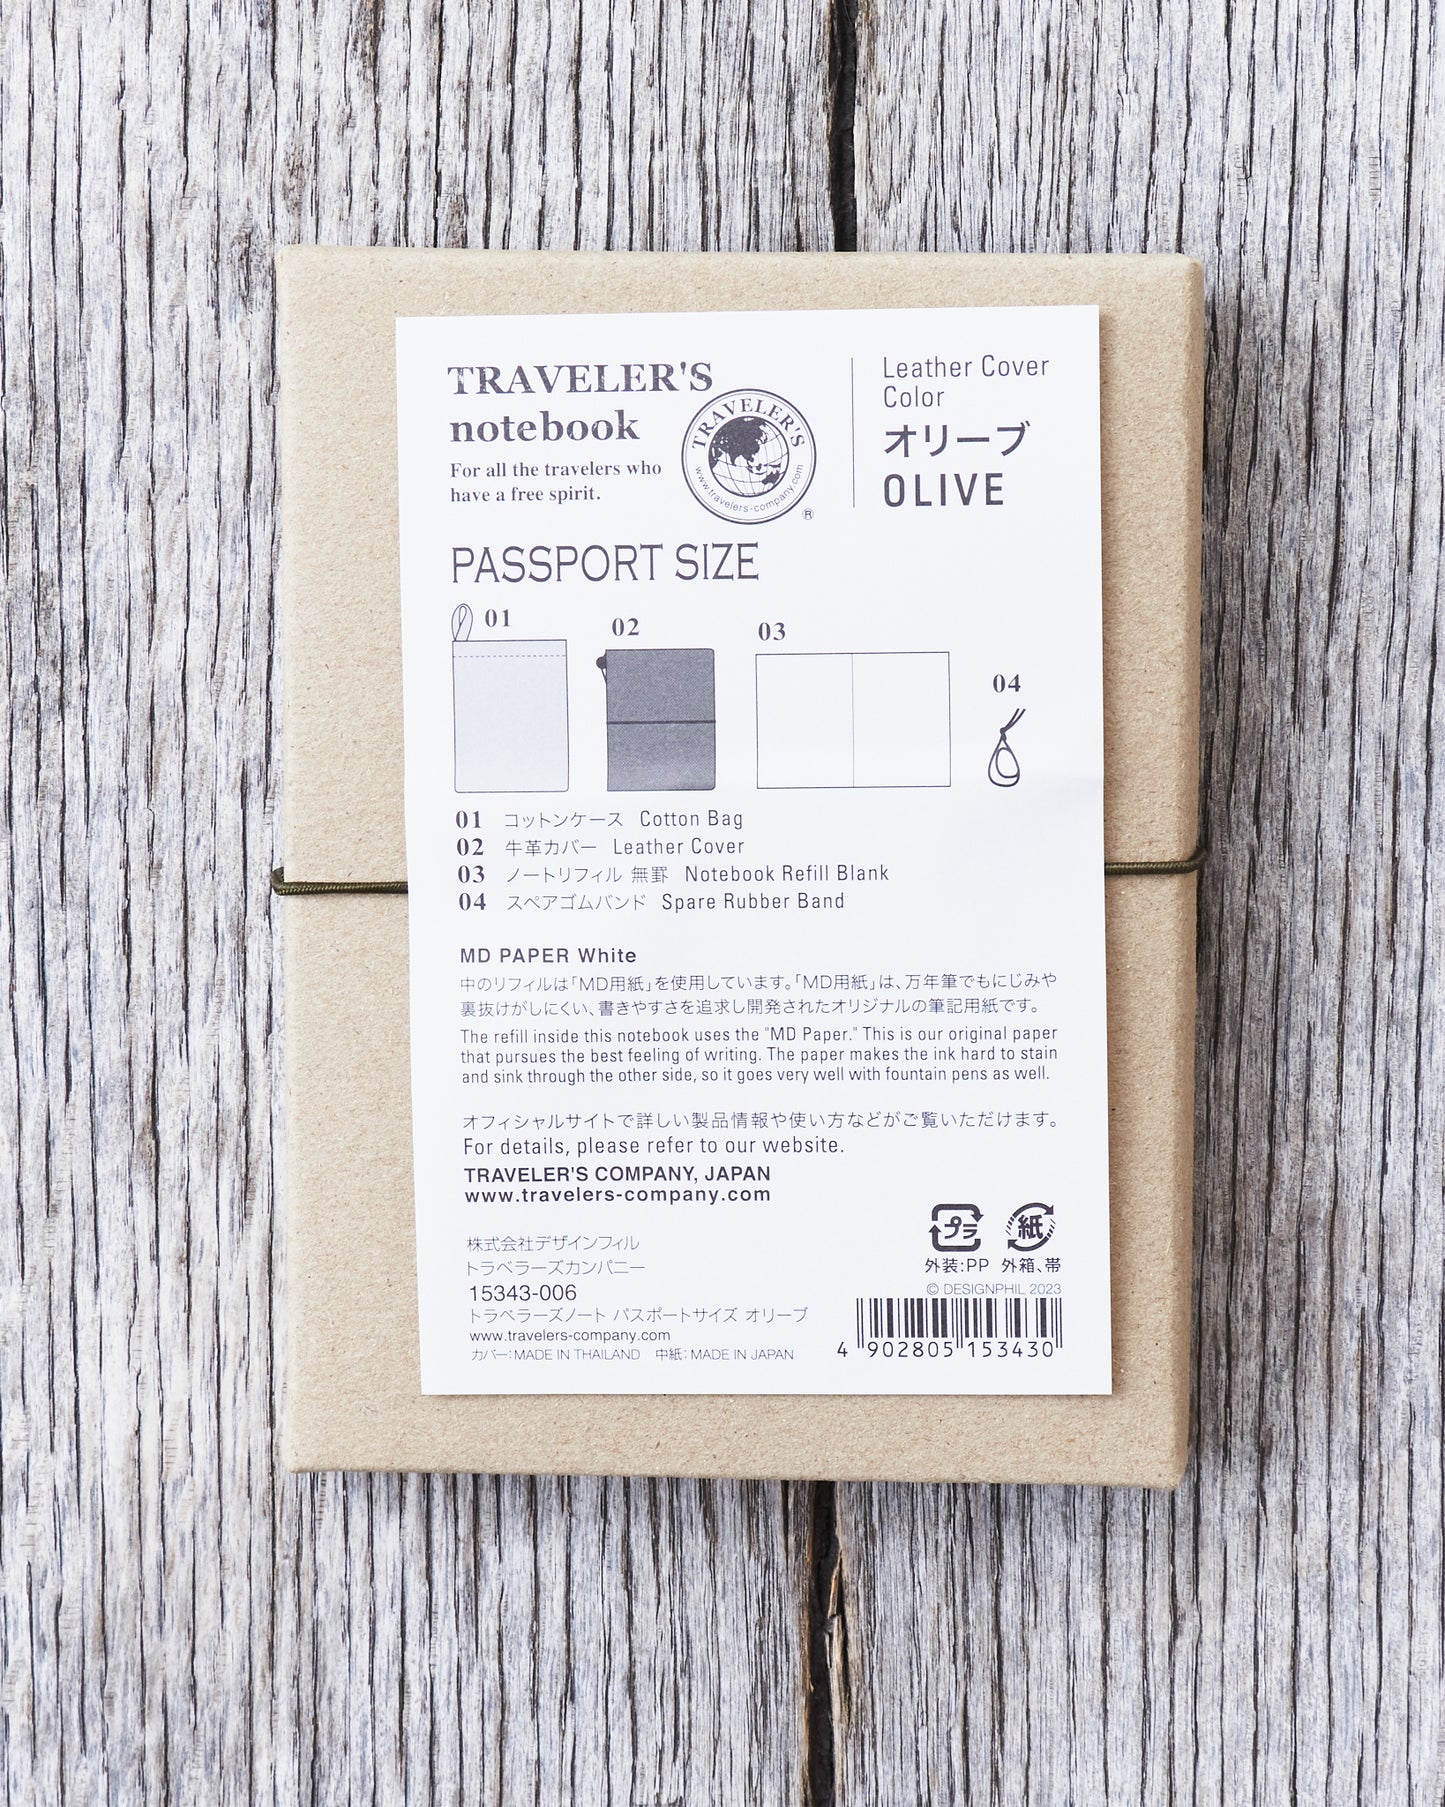 TRAVELER'S
notebook
For all the travelers who
have a free spirit.
TRAVELER'S
www.travelers-company.com
®
Leather Cover
Color
オリーブ
OLIVE
PASSPORT SIZE
01
02
03
04
01 コットンケース Cotton Bag
02 牛革カバー Leather Cover
03 ノートリフィル 無罫 Notebook Refill Blank
04 スペアゴムバンド Spare Rubber Band
MD PAPER White
中のリフィルは「MD用紙」を使用しています。「MD用紙」は、万年筆でもにじみや
裏抜けがしにくい、書きやすさを追求し開発されたオリジナルの筆記用紙です。
The refill inside this notebook uses the "MD Paper." This is our original paper
that pursues the best feeling of writing. The paper makes the ink hard to stain
and sink through the other side, so it goes very well with fountain pens as well.
オフィシャルサイトで詳しい製品情報や使い方などがご覧いただけます。
For details, please refer to our website.
TRAVELER'S COMPANY, JAPAN
www.travelers-company.com
株式会社デザインフィル
トラベラーズカンパニー
15343-006
トラベラーズノート パスポートサイズ オリーブ
www.travelers-company.com
カバー：MADE IN THAILAND 中紙：MADE IN JAPAN
プラ
紙
外装:PP 外箱、帯
© DESIGNPHIL 2023
4 902805 153430